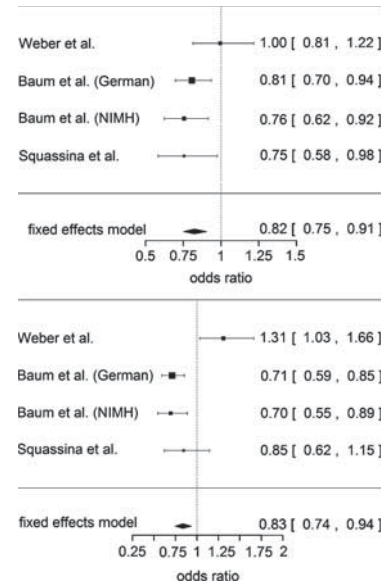 Weber et al. 1.00 [ 0.81 , 1.22 ]
Baum et al. (German) 0.81 [ 0.70 , 0.94 ]
Baum et al. (NIMH) 0.76 [ 0.62 , 0.92 ]
Squassina et al. 0.75 [ 0.58 , 0.98 ]
fixed effects model 0.82 [ 0.75 , 0.91 ]
0.5 0.75 1 1.25 1.5
odds ratio
Weber et al. 1.31 [ 1.03 , 1.66 ]
Baum et al. (German) 0.71 [ 0.59 , 0.85 ]
Baum et al. (NIMH) 0.70 [ 0.55 , 0.89 ]
Squassina et al. 0.85 [ 0.62 , 1.15 ]
fixed effects model 0.83 [ 0.74 , 0.94 ]
0.25 0.75 1 1.25 1.75 2
odds ratio